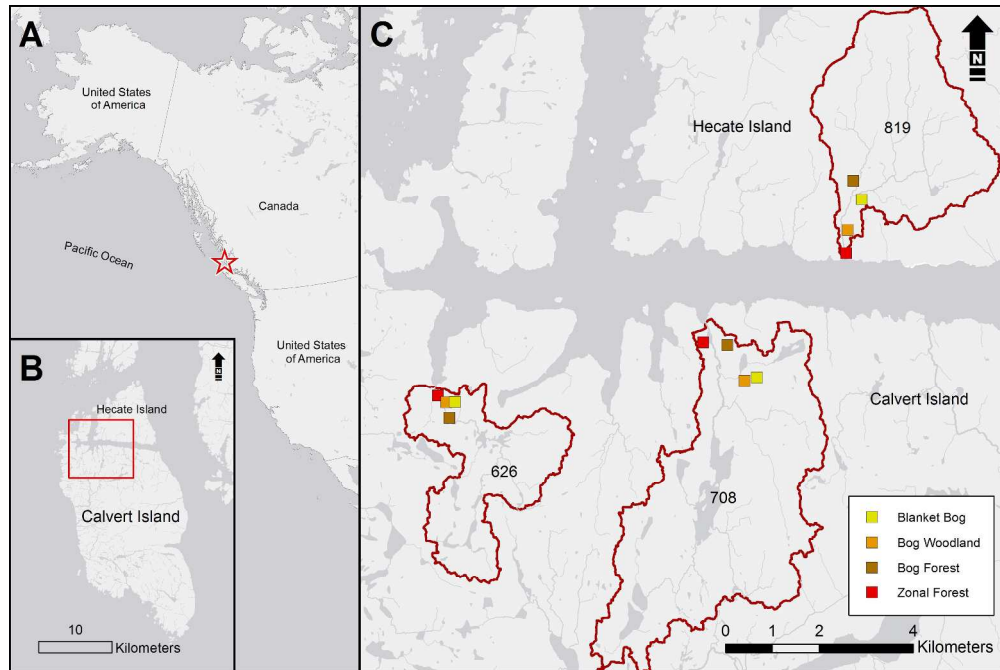 A
United States
of America
Canada
Pacific Ocean
United States
of America
B
N
Hecate Island
Calvert Island
10
Kilometers
C
N
Hecate Island
819
Calvert Island
626
708
Blanket Bog
Bog Woodland
Bog Forest
Zonal Forest
0 1 2 4
Kilometers